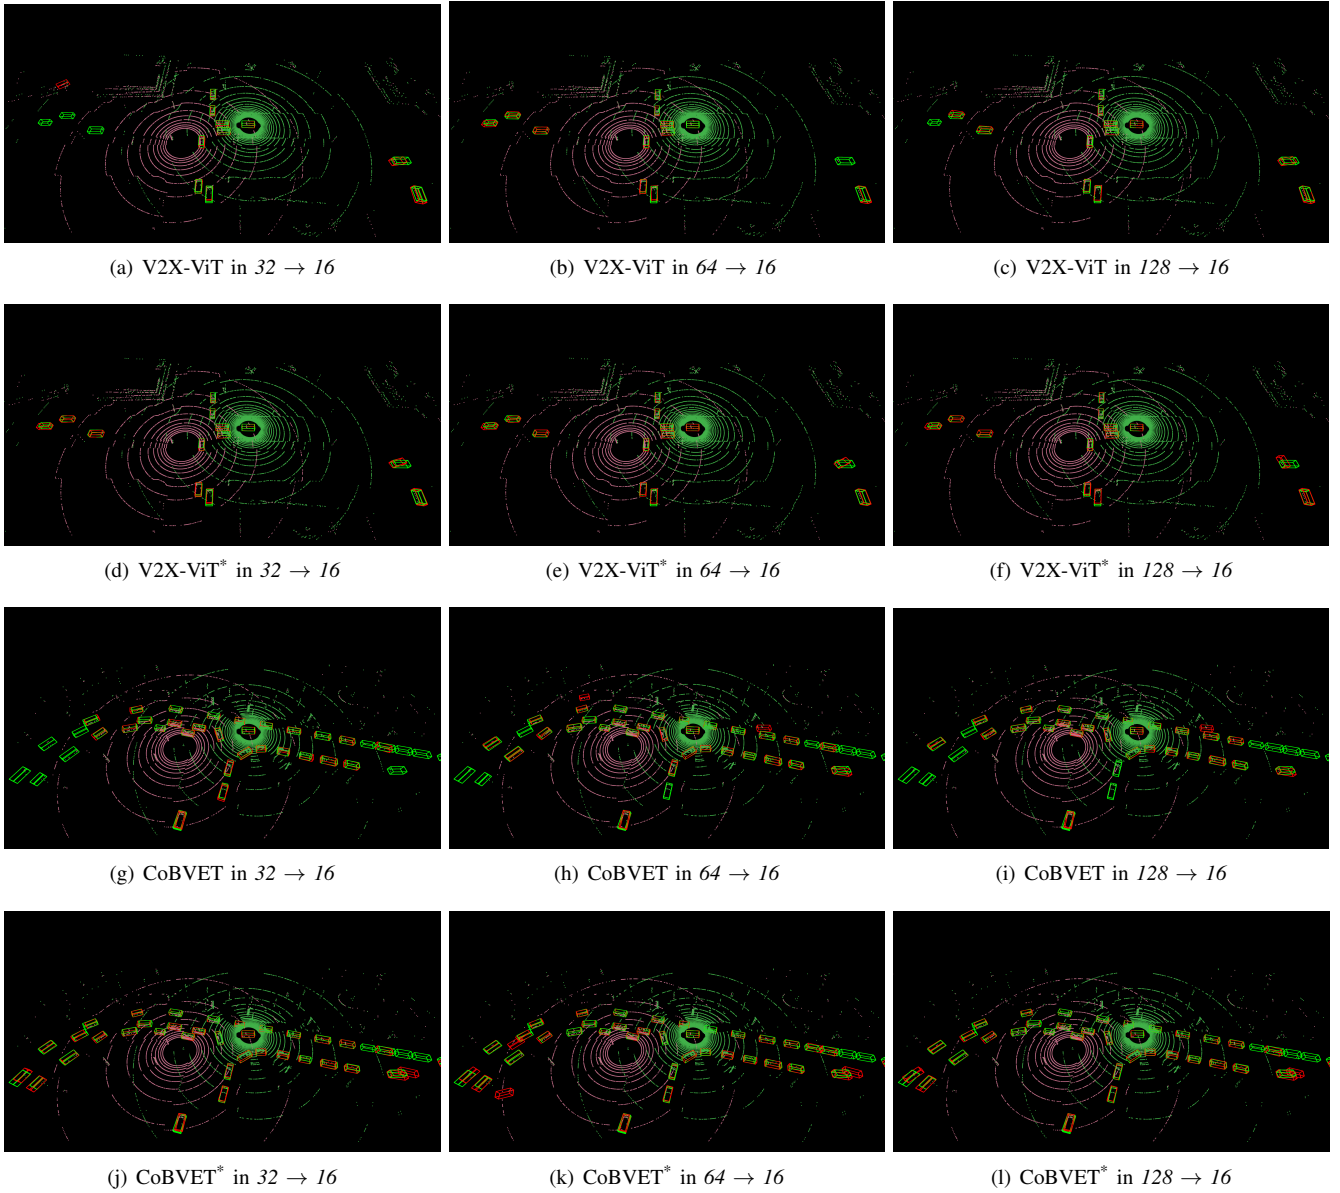 (a) V2X-ViT in 32 → 16
(b) V2X-ViT in 64 → 16
(c) V2X-ViT in 128 → 16
(d) V2X-ViT* in 32 → 16
(e) V2X-ViT* in 64 → 16
(f) V2X-ViT* in 128 → 16
(g) CoBVET in 32 → 16
(h) CoBVET in 64 → 16
(i) CoBVET in 128 → 16
(j) CoBVET* in 32 → 16
(k) CoBVET* in 64 → 16
(l) CoBVET* in 128 → 16